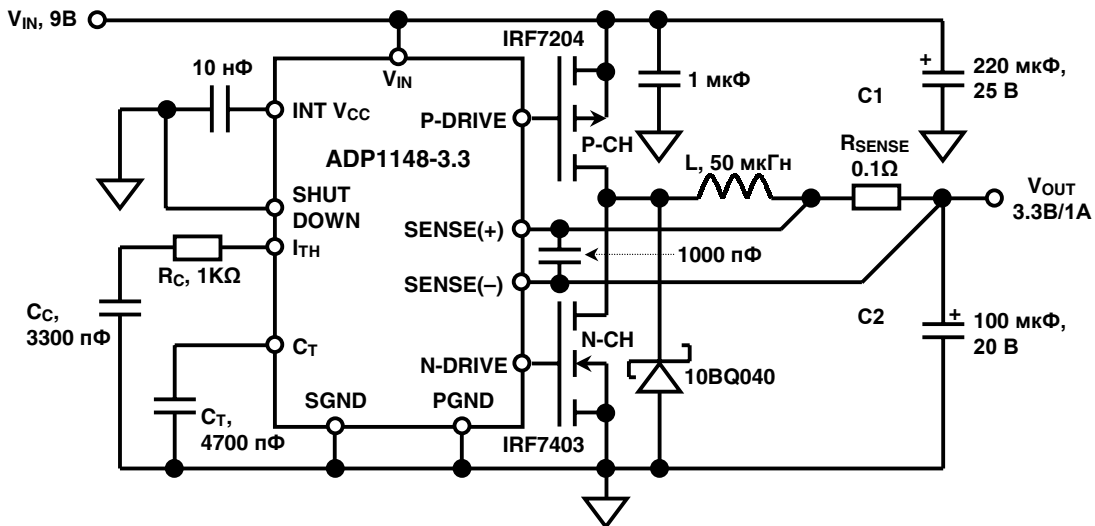 VIN, 9В
IRF7204
10 нФ
VIN
1 мкФ
C1
+
220 мкФ,
25 В
INT VCC
P-DRIVE
P-CH
ADP1148-3.3
L, 50 мкГн
RSENSE
0.1Ω
SHUT
DOWN
VOUT
3.3В/1А
SENSE(+)
ITH
1000 пФ
RC, 1KΩ
SENSE(–)
CC,
3300 пФ
C2
+
100 мкФ,
20 В
N-CH
CT
N-DRIVE
10BQ040
SGND
PGND
CT,
4700 пФ
IRF7403